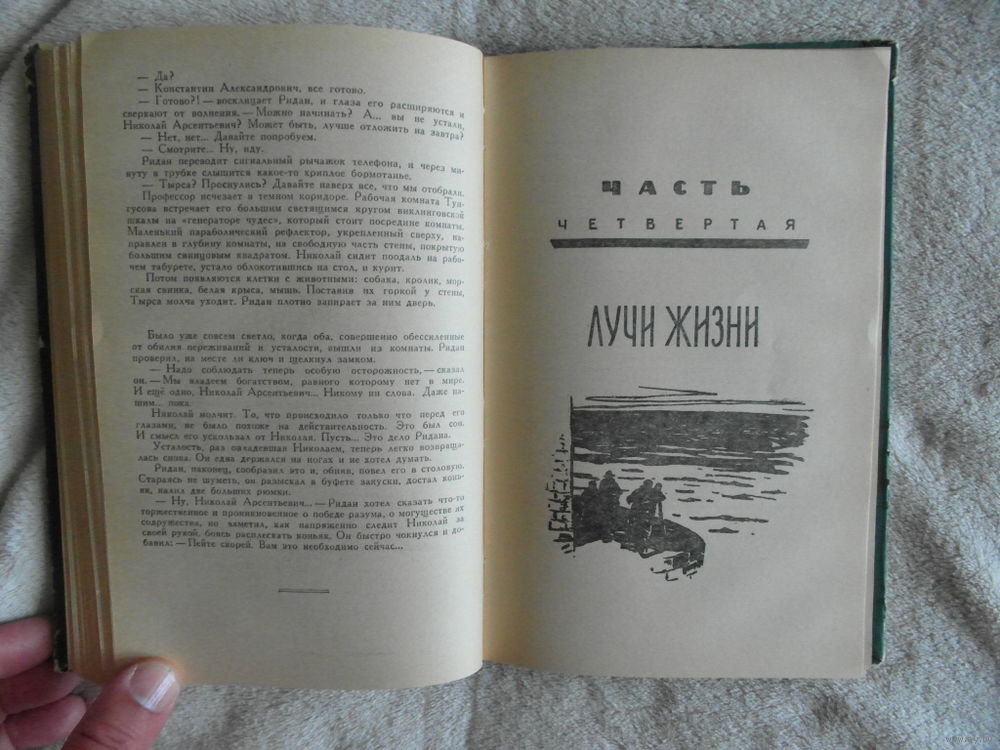 — Да?
— Константин Александрович, все готово.
— Готово?! — восклицает Ридан, и глаза его расширяются и
сверкают от волнения. — Можно начинать? А... вы не устали,
Николай Арсентьевич? Может быть, лучше отложить на завтра?
— Нет, нет... Давайте попробуем.
— Смотрите... Ну, иду.
Ридан переводит сигнальный рычажок телефона, и через ми-
нуту в трубке слышится какое-то хриплое бормотанье.
— Тырса? Проснулись? Давайте наверх все, что мы отобрали.
Профессор исчезает в темном коридоре. Рабочая комната Тун-
гусова встречает его большим светящимся кругом виклинговской
шкалы на «генераторе чудес», который стоит посредине комнаты.
Маленький параболический рефлектор, укрепленный сверху, на-
правлен в глубину комнаты, на свободную часть стены, покрытую
большим свинцовым квадратом. Николай сидит поодаль на рабо-
чем табурете, устало облокотившись на стол, и курит.
Потом появляются клетки с животными: собака, кролик, мор-
ская свинка, белая крыса, мышь. Поставив их горкой у стены,
Тырса молча уходит. Ридан плотно запирает за ним дверь.
Было уже совсем светло, когда оба, совершенно обессиленные
от обилия переживаний и усталости, вышли из комнаты. Ридан
проверил, на месте ли ключ и щелкнул замком.
— Надо соблюдать теперь особую осторожность, — сказал
он. — Мы владеем богатством, равного которому нет в мире.
И ещё одно, Николай Арсентьевич... Никому ни слова. Даже на-
шим... пока.
Николай молчит. То, что происходило только что перед его
глазами, не было похоже на действительность. Это был сон.
И смысл его ускользал от Николая. Пусть... Это дело Ридана.
Усталость, раз овладевшая Николаем, теперь легко возвраща-
лась снова. Он едва держался на ногах и не хотел думать.
Ридан, наконец, сообразил это и, обняв, повел его в столовую.
Стараясь не шуметь, он разыскал в буфете закуски, достал конь-
як, налил две больших рюмки.
— Ну, Николай Арсентьевич... — Ридан хотел сказать что-то
торжественное и проникновенное о победе разума, о могуществе их
содружества, но заметил, как напряженно следит Николай за
своей рукой, боясь расплескать коньяк. Он быстро чокнулся и до-
бавил: — Пейте скорей. Вам это необходимо сейчас...
ЧАСТЬ
ЧЕТВЕРТАЯ
ЛУЧИ ЖИЗНИ